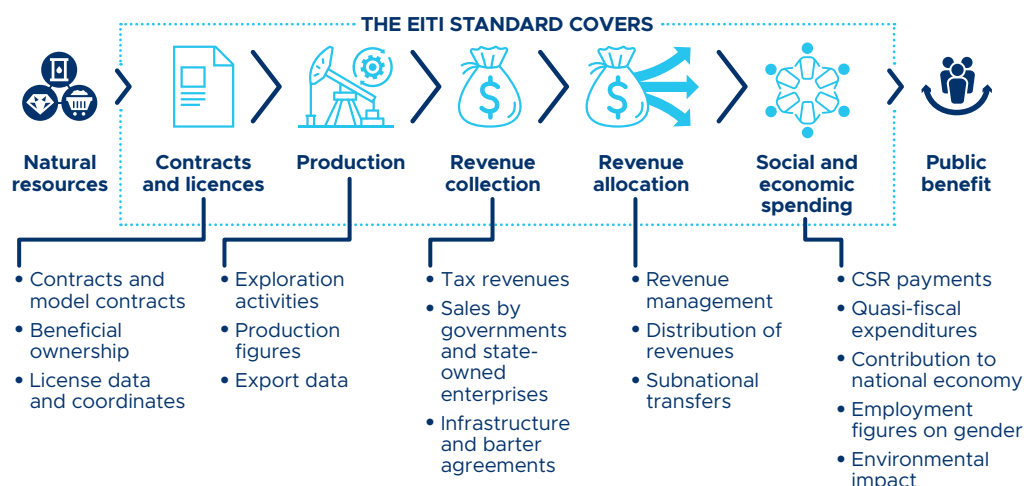 THE EITI STANDARD COVERS
Natural
resources
Contracts
and licences
Production
Revenue
collection
Revenue
allocation
Social and
economic
spending
Public
benefit
• Contracts and
model contracts
• Beneficial
ownership
• License data
and coordinates
• Exploration
activities
• Production
figures
• Export data
• Tax revenues
• Sales by
governments
and state-
owned
enterprises
• Infrastructure
and barter
agreements
• Revenue
management
• Distribution of
revenues
• Subnational
transfers
• CSR payments
• Quasi-fiscal
expenditures
• Contribution to
national economy
• Employment
figures on gender
• Environmental
impact